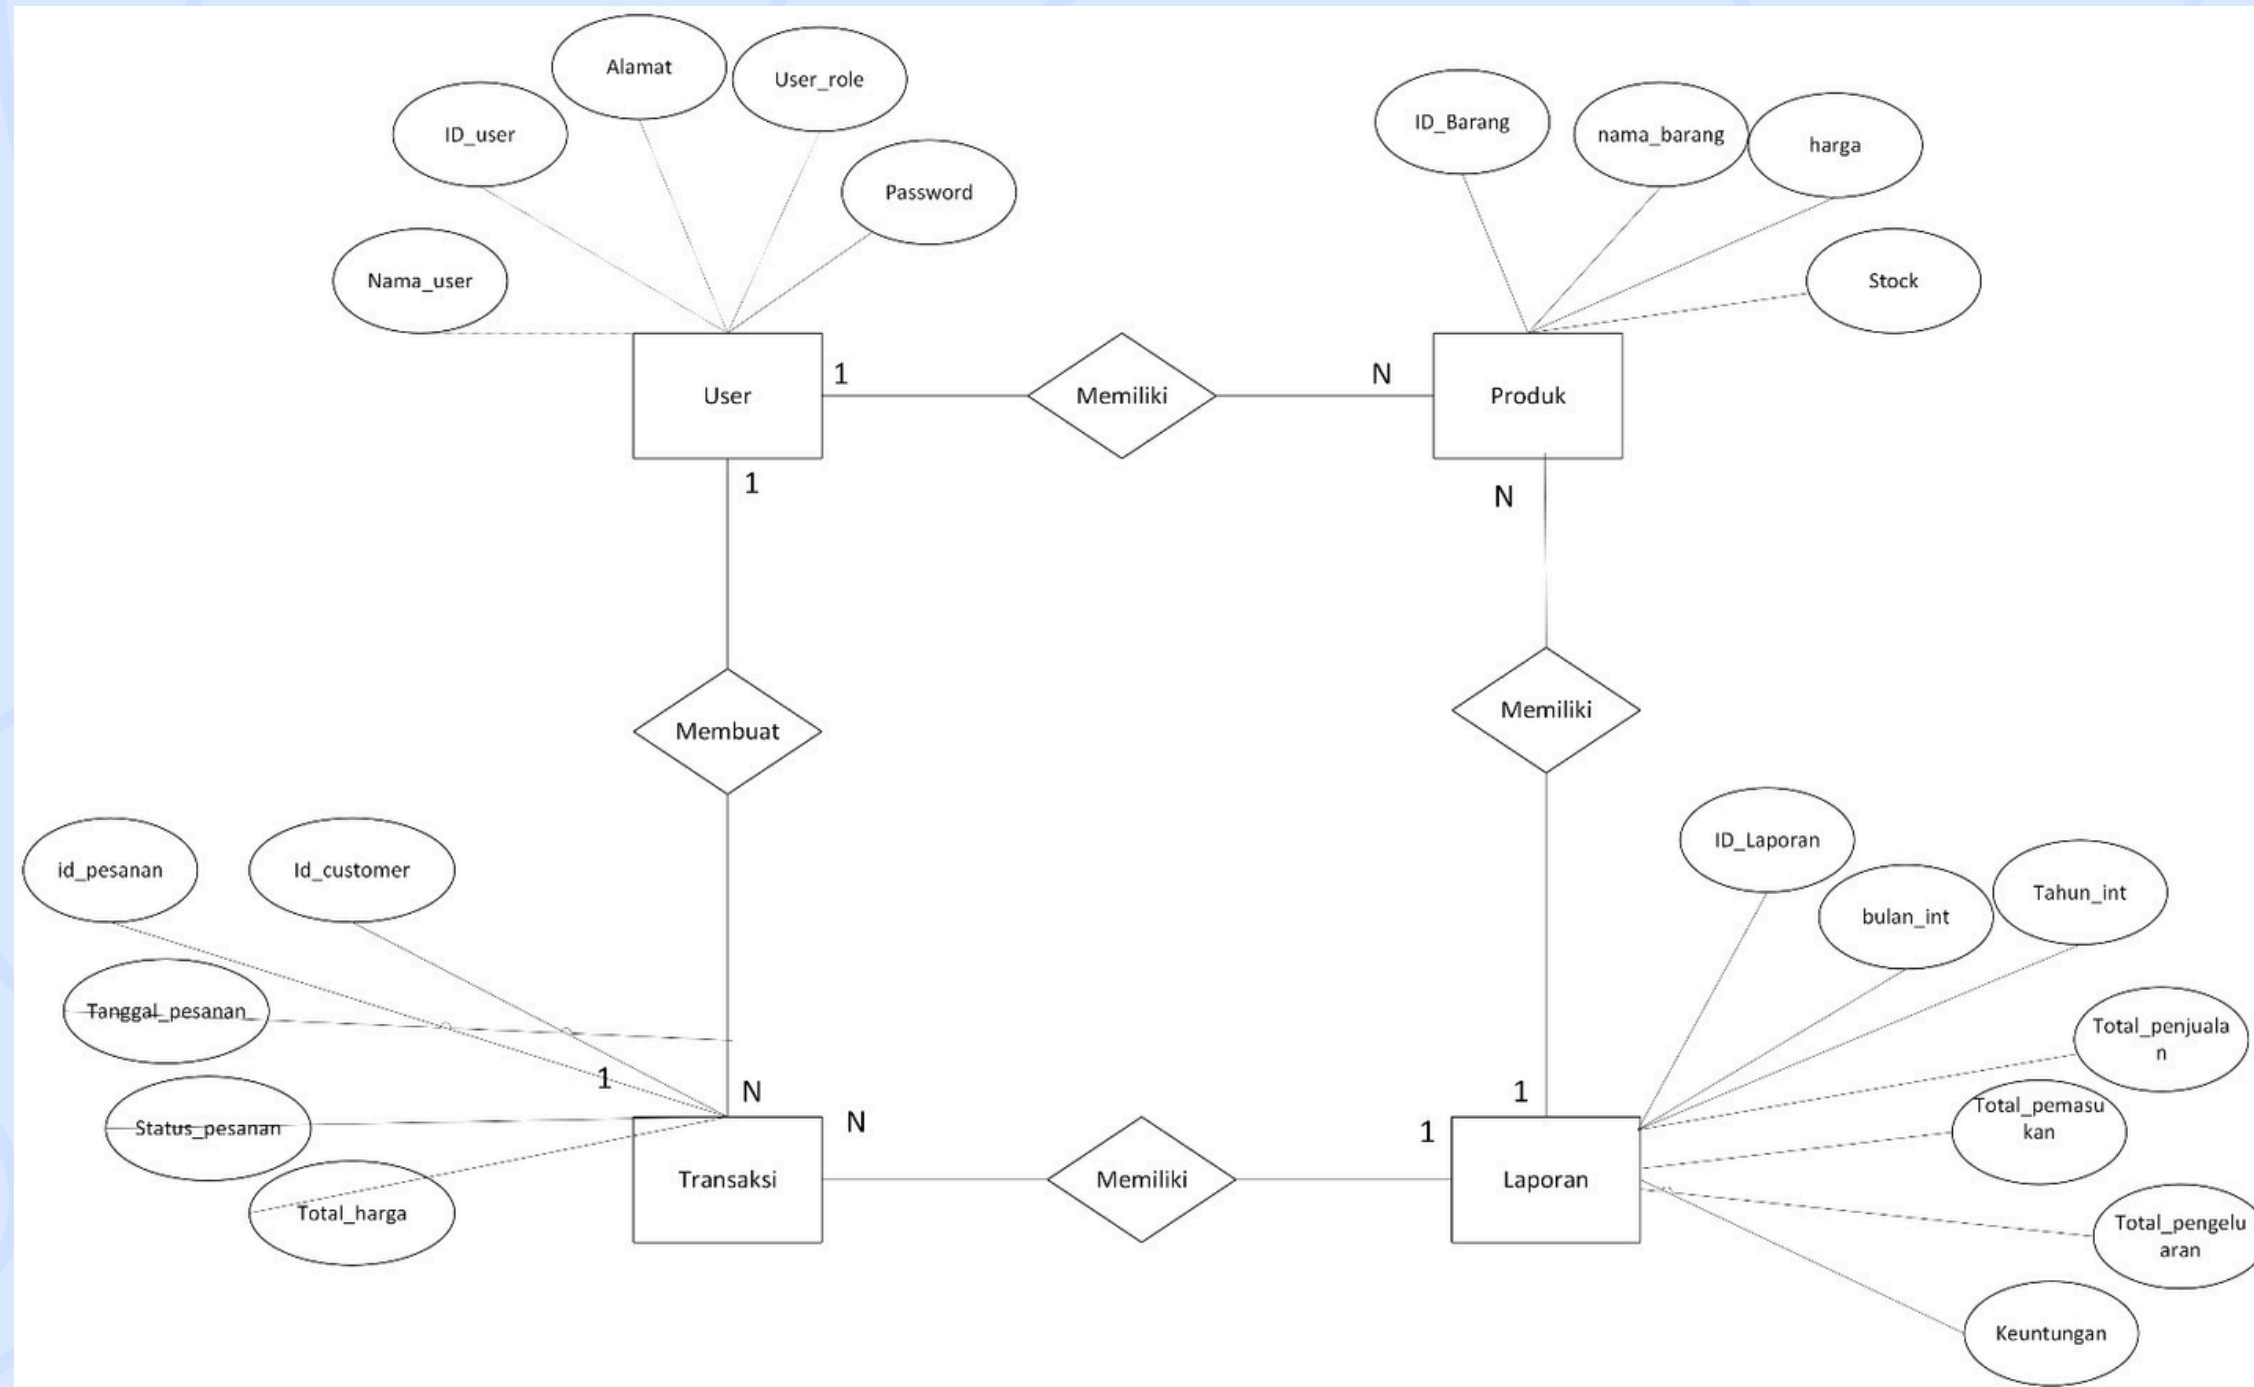 Alamat
User_role
ID_user
Password
Nama_user
ID_Barang
nama_barang
harga
Stock
User
1
Memiliki
N
Produk
1
N
Membuat
Memiliki
id_pesanan
Id_customer
Tanggal_pesanan
Status_pesanan
Total_harga
1
N
N
Transaksi
Memiliki
1
1
Laporan
ID_Laporan
bulan_int
Tahun_int
Total_penjuala
n
Total_pemasu
kan
Total_pengelu
aran
Keuntungan